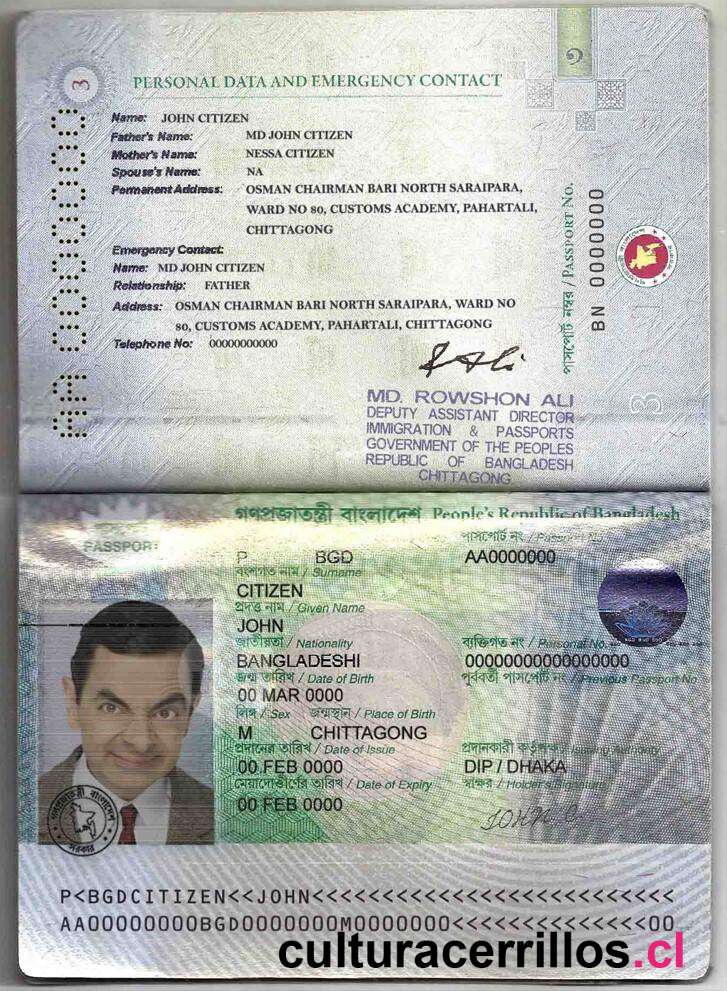 3
PERSONAL DATA AND EMERGENCY CONTACT
Name: JOHN CITIZEN
Father's Name: MD JOHN CITIZEN
Mother's Name: NESSA CITIZEN
Spouse's Name: NA
Permanent Address: OSMAN CHAIRMAN BARI NORTH SARAIPARA,
WARD NO 80, CUSTOMS ACADEMY, PAHARTALI,
CHITTAGONG
Emergency Contact:
Name: MD JOHN CITIZEN
Relationship: FATHER
Address: OSMAN CHAIRMAN BARI NORTH SARAIPARA, WARD NO
80, CUSTOMS ACADEMY, PAHARTALI, CHITTAGONG
Telephone No: 00000000000
পাসপোর্ট নম্বর / PASSPORT No.
BN 0000000
AA 0000000
MD. ROWSHON ALI
DEPUTY ASSISTANT DIRECTOR
IMMIGRATION & PASSPORTS
GOVERNMENT OF THE PEOPLES
REPUBLIC OF BANGLADESH
CHITTAGONG
গণপ্রজাতন্ত্রী বাংলাদেশ People's Republic of Bangladesh
পাসপোর্ট
PASSPORT
পাসপোর্ট নং / Passport No.
P BGD AA0000000
বংশগত নাম / Surname
CITIZEN
প্রদত্ত নাম / Given Name
JOHN
জাতীয়তা / Nationality ব্যক্তিগত নং / Personal No.
BANGLADESHI 00000000000000000
জন্ম তারিখ / Date of Birth পূর্ববর্তী পাসপোর্ট নং / Previous Passport No
00 MAR 0000
লিঙ্গ / Sex জন্মস্থান / Place of Birth
M CHITTAGONG
প্রদানের তারিখ / Date of Issue প্রদানকারী কর্তৃপক্ষ / Issuing Authority
00 FEB 0000 DIP / DHAKA
মেয়াদোত্তীর্ণের তারিখ / Date of Expiry স্বাক্ষর / Holder's Signature
00 FEB 0000
JOHN C
P<BGDCITIZEN<<JOHN<<<<<<<<<<<<<<<<<<<<<<<<<<
AA00000000BGD0000000M0000000<<<<<<<<<<<<<<00
culturacerrillos.cl